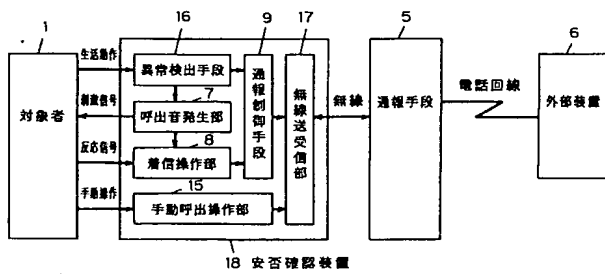 1
対象者
生活動作
刺激信号
反応信号
手動操作
16
異常検出手段
7
呼出音発生部
8
着信操作部
15
手動呼出操作部
9
通報制御手段
17
無線送受信部
18 安否確認装置
無線
5
通報手段
電話回線
6
外部装置